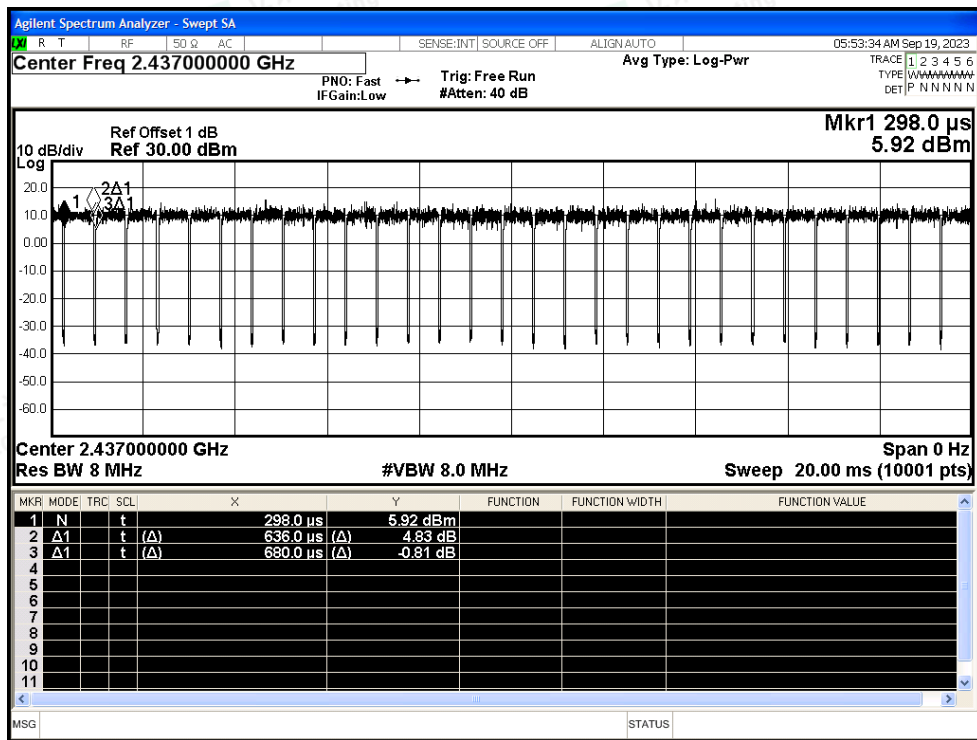 Agilent Spectrum Analyzer - Swept SA
LXI R T RF 50 Ω AC SENSE:INT SOURCE OFF ALIGN AUTO 05:53:34 AM Sep 19, 2023
Center Freq 2.437000000 GHz Avg Type: Log-Pwr TRACE 1 2 3 4 5 6
PNO: Fast Trig: Free Run TYPE W
IFGain:Low #Atten: 40 dB DET P N N N N N
Mkr1 298.0 µs
5.92 dBm
Ref Offset 1 dB
10 dB/div Ref 30.00 dBm
Log
20.0
10.0
0.00
-10.0
-20.0
-30.0
-40.0
-50.0
-60.0
1 2Δ1
3Δ1
Center 2.437000000 GHz Span 0 Hz
Res BW 8 MHz #VBW 8.0 MHz Sweep 20.00 ms (10001 pts)
MKR MODE TRC SCL X Y FUNCTION FUNCTION WIDTH FUNCTION VALUE
1 N t 298.0 µs 5.92 dBm
2 Δ1 t (Δ) 636.0 µs (Δ) 4.83 dB
3 Δ1 t (Δ) 680.0 µs (Δ) -0.81 dB
4
5
6
7
8
9
10
11
MSG STATUS